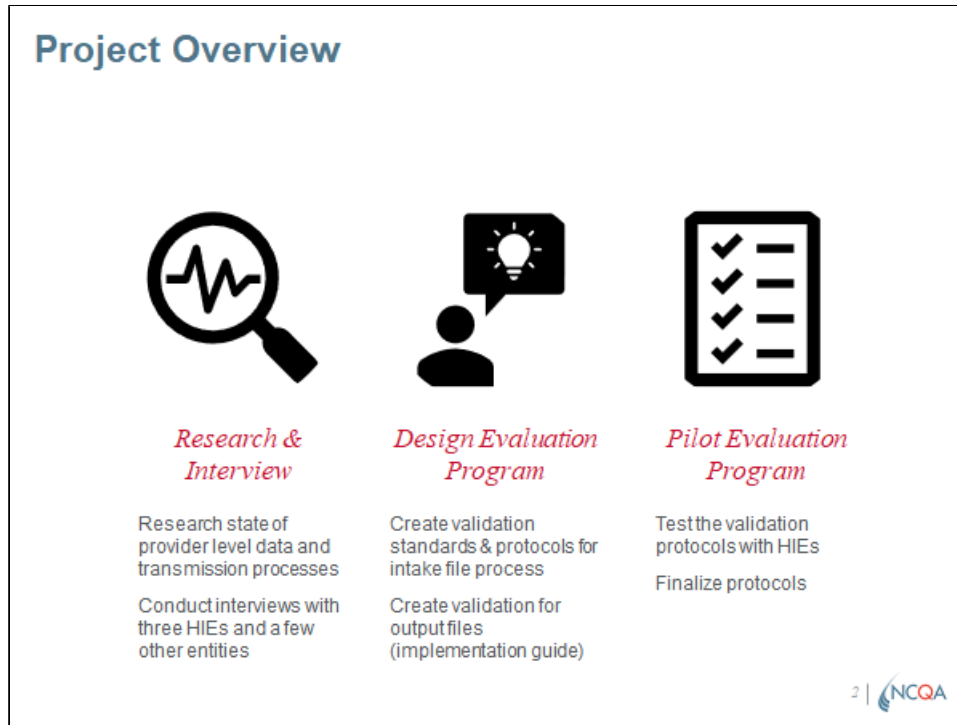 Project Overview
Research &
Interview
Research state of
provider level data and
transmission processes
Conduct interviews with
three HIEs and a few
other entities
Design Evaluation
Program
Create validation
standards & protocols for
intake file process
Create validation for
output files
(implementation guide)
Pilot Evaluation
Program
Test the validation
protocols with HIEs
Finalize protocols
2 | NCQA